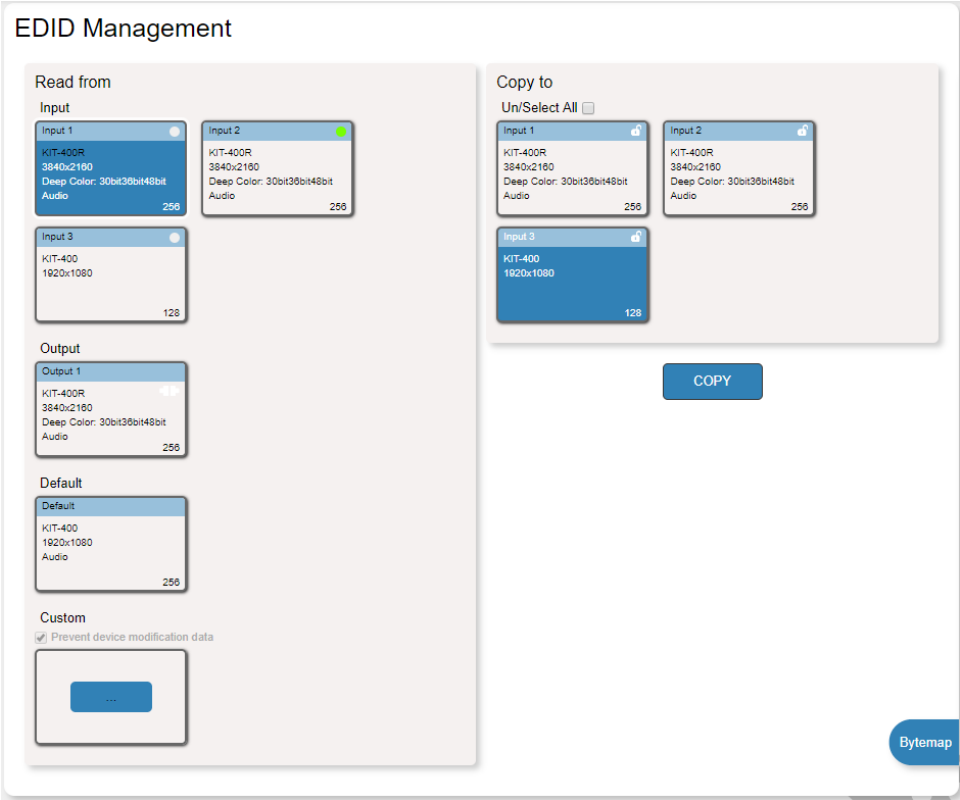 EDID Management
Read from
Input
Input 1
KIT-400R
3840x2160
Deep Color: 30bit36bit48bit
Audio
256
Input 2
KIT-400R
3840x2160
Deep Color: 30bit36bit48bit
Audio
256
Input 3
KIT-400
1920x1080
128
Output
Output 1
KIT-400R
3840x2160
Deep Color: 30bit36bit48bit
Audio
256
Default
Default
KIT-400
1920x1080
Audio
256
Custom
Prevent device modification data
...
Copy to
Un/Select All
Input 1
KIT-400R
3840x2160
Deep Color: 30bit36bit48bit
Audio
256
Input 2
KIT-400R
3840x2160
Deep Color: 30bit36bit48bit
Audio
256
Input 3
KIT-400
1920x1080
128
COPY
Bytemap